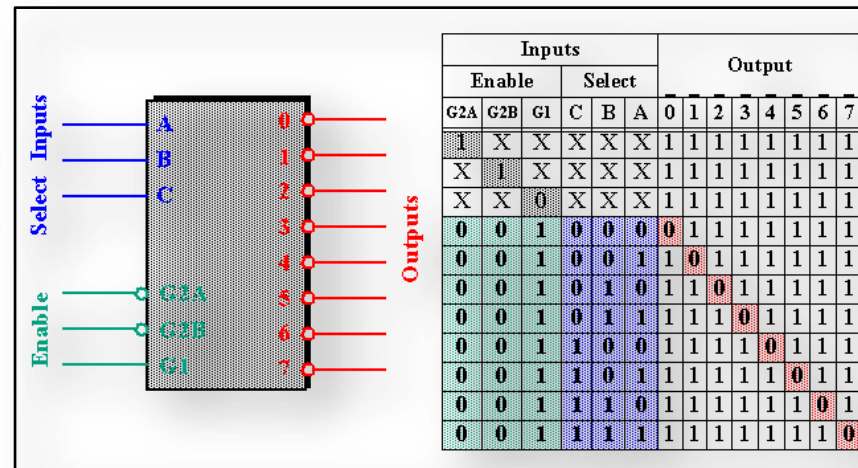 Select Inputs
Enable
A
B
C
G2A
G2B
G1
0
1
2
3
4
5
6
7
Outputs
Inputs Output
Enable Select
G2A G2B G1 C B A 0 1 2 3 4 5 6 7
1 X X X X X 1 1 1 1 1 1 1 1
X 1 X X X X 1 1 1 1 1 1 1 1
X X 0 X X X 1 1 1 1 1 1 1 1
0 0 1 0 0 0 0 1 1 1 1 1 1 1
0 0 1 0 0 1 1 0 1 1 1 1 1 1
0 0 1 0 1 0 1 1 0 1 1 1 1 1
0 0 1 0 1 1 1 1 1 0 1 1 1 1
0 0 1 1 0 0 1 1 1 1 0 1 1 1
0 0 1 1 0 1 1 1 1 1 1 0 1 1
0 0 1 1 1 0 1 1 1 1 1 1 0 1
0 0 1 1 1 1 1 1 1 1 1 1 1 0